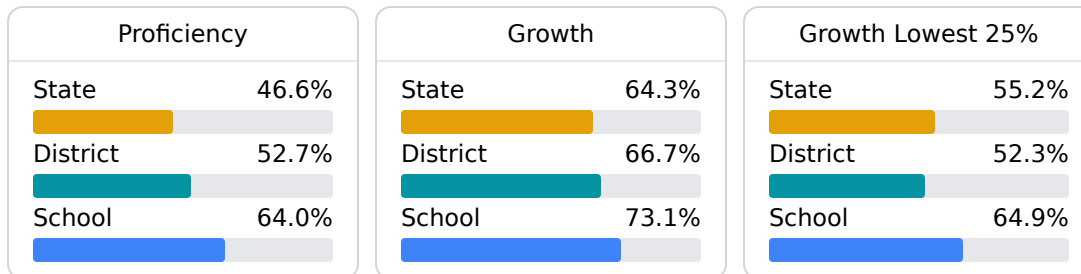 Proficiency
State 46.6%
District 52.7%
School 64.0%
Growth
State 64.3%
District 66.7%
School 73.1%
Growth Lowest 25%
State 55.2%
District 52.3%
School 64.9%